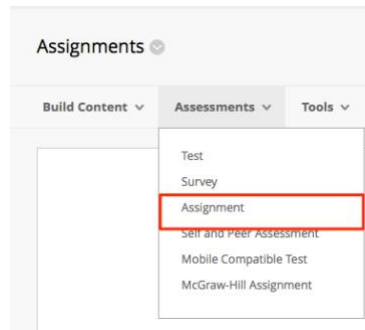 Assignments
Build Content Assessments Tools
Test
Survey
Assignment
Self and Peer Assessment
Mobile Compatible Test
McGraw-Hill Assignment